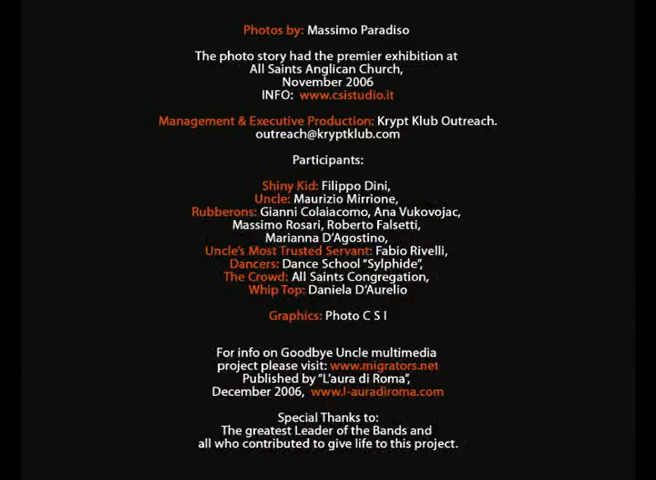 Photos by: Massimo Paradiso
The photo story had the premier exhibition at
All Saints Anglican Church,
November 2006
INFO: www.csistudio.it
Management & Executive Production: Krypt Klub Outreach.
outreach@kryptklub.com
Participants:
Shiny Kid: Filippo Dini,
Uncle: Maurizio Mirrione,
Rubberons: Gianni Colaiacomo, Ana Vukovojac,
Massimo Rosari, Roberto Falsetti,
Marianna D'Agostino,
Uncle's Most Trusted Servant: Fabio Rivelli,
Dancers: Dance School "Sylphide",
The Crowd: All Saints Congregation,
Whip Top: Daniela D'Aurelio
Graphics: Photo C S I
For info on Goodbye Uncle multimedia
project please visit: www.migrators.net
Published by "L'aura di Roma",
December 2006, www.l-auradiroma.com
Special Thanks to:
The greatest Leader of the Bands and
all who contributed to give life to this project.